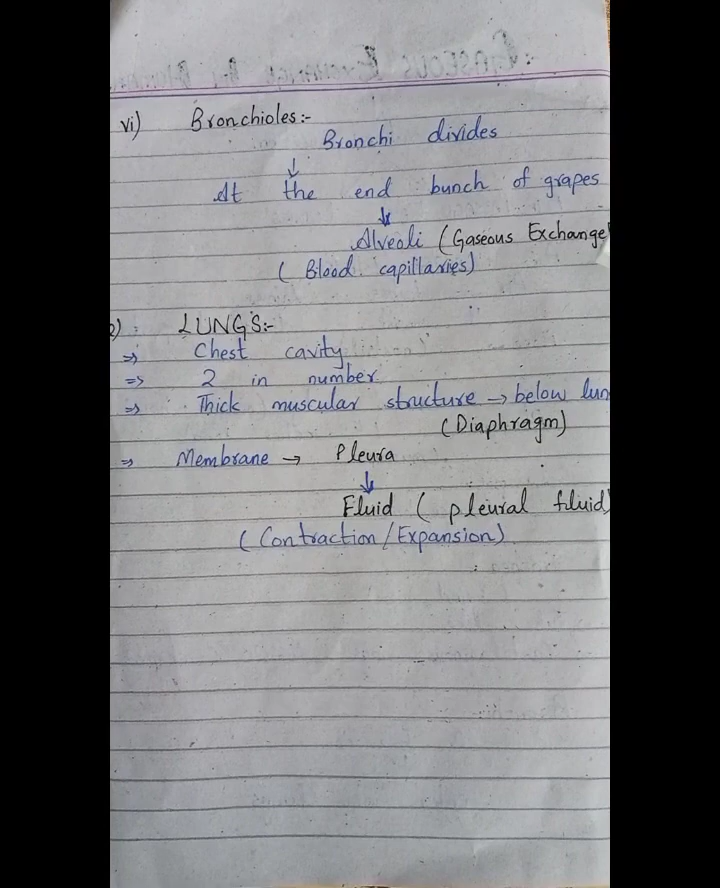 vi) Bronchioles:-
Bronchi divides
↓
At the end bunch of grapes
↓
Alveoli (Gaseous Exchange
( Blood capillaries)
LUNGS:-
⇒ Chest cavity
⇒ 2 in number
⇒ Thick muscular structure → below lun
(Diaphragm)
⇒ Membrane → Pleura
↓
Fluid ( pleural fluid)
( Contraction / Expansion)